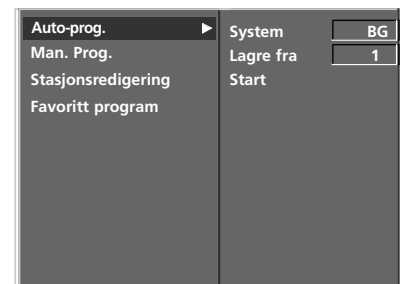 Auto-prog.
Man. Prog.
Stasjonsredigering
Favoritt program
System BG
Lagre fra 1
Start